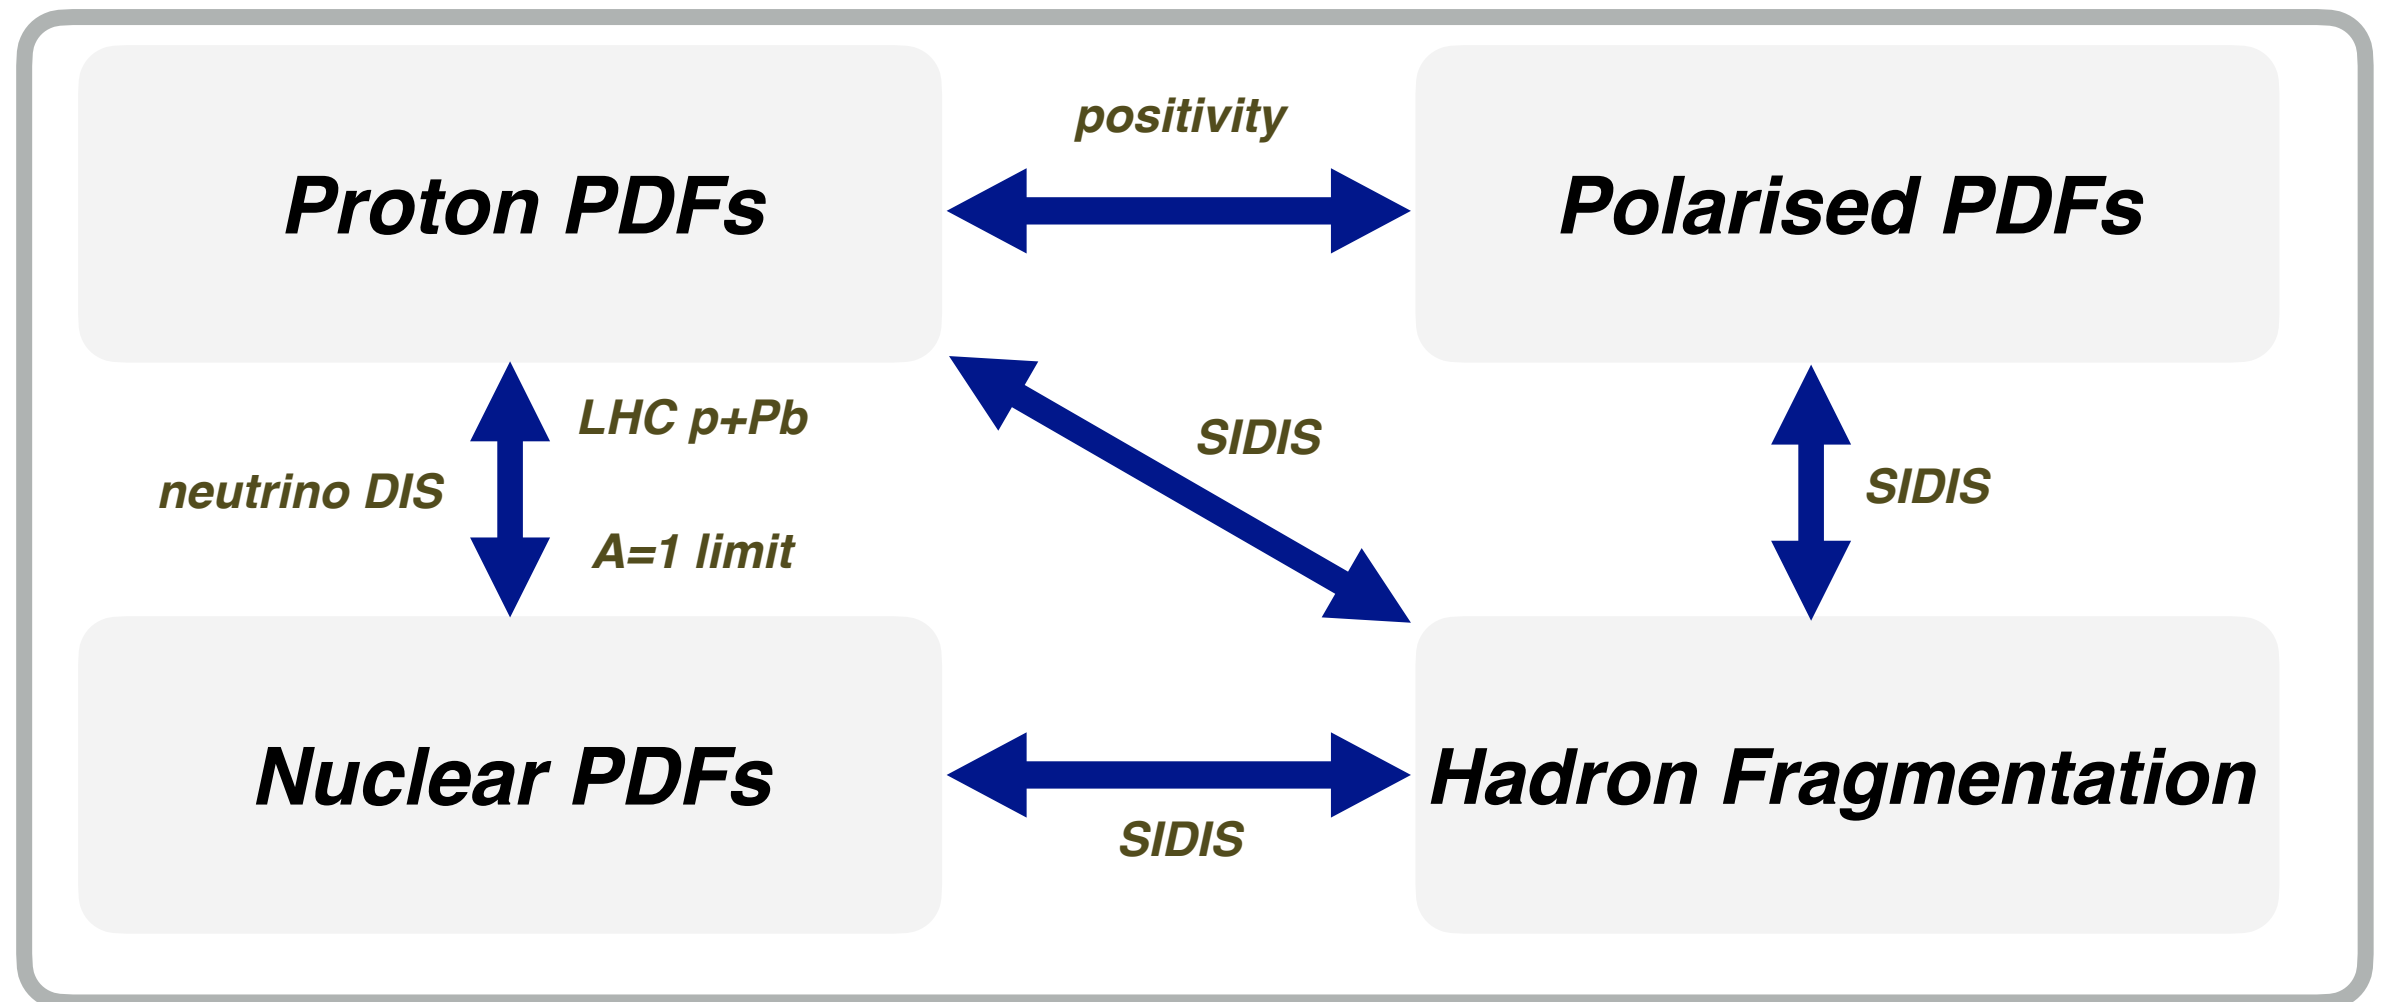 positivity
Proton PDFs
Polarised PDFs
LHC p+Pb
SIDIS
neutrino DIS
SIDIS
A=1 limit
Nuclear PDFs
Hadron Fragmentation
SIDIS